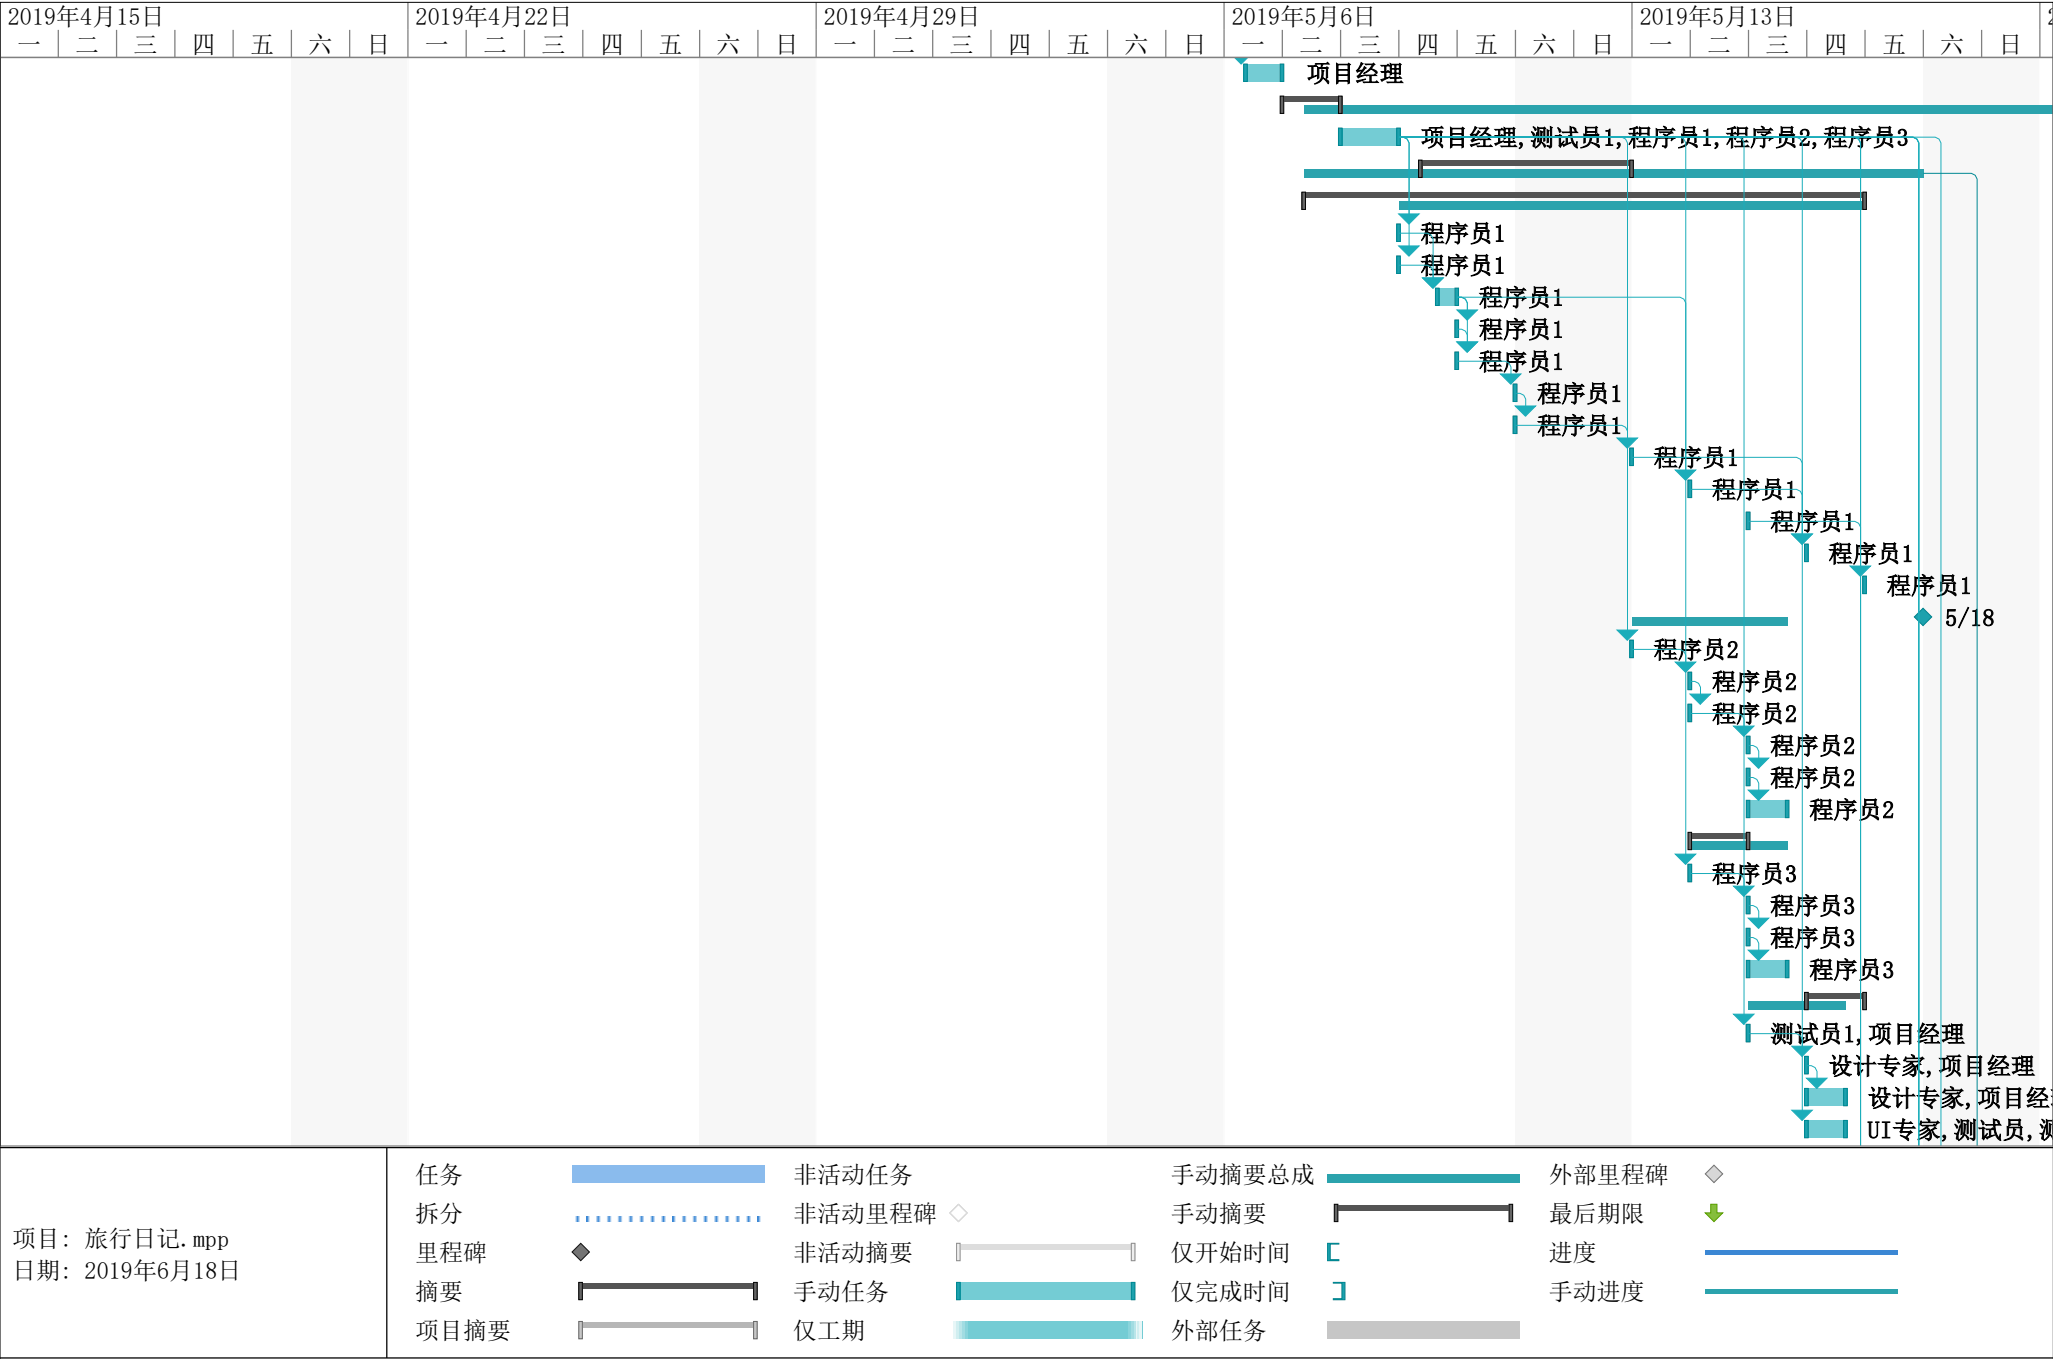 2019年4月15日 2019年4月22日 2019年4月29日 2019年5月6日 2019年5月13日
一 二 三 四 五 六 日 一 二 三 四 五 六 日 一 二 三 四 五 六 日 一 二 三 四 五 六 日 一 二 三 四 五 六 日
项目经理
项目经理,测试员1,程序员1,程序员2,程序员3
程序员1
程序员1
程序员1
程序员1
程序员1
程序员1
程序员1
程序员1
程序员1
程序员1
程序员1
程序员1
5/18
程序员2
程序员2
程序员2
程序员2
程序员2
程序员2
程序员3
程序员3
程序员3
程序员3
测试员1,项目经理
设计专家,项目经理
设计专家,项目经
UI专家,测试员,
项目: 旅行日记.mpp
日期: 2019年6月18日
任务 非活动任务 手动摘要总成 外部里程碑
拆分 非活动里程碑 手动摘要 最后期限
里程碑 非活动摘要 仅开始时间 进度
摘要 手动任务 仅完成时间 手动进度
项目摘要 仅工期 外部任务